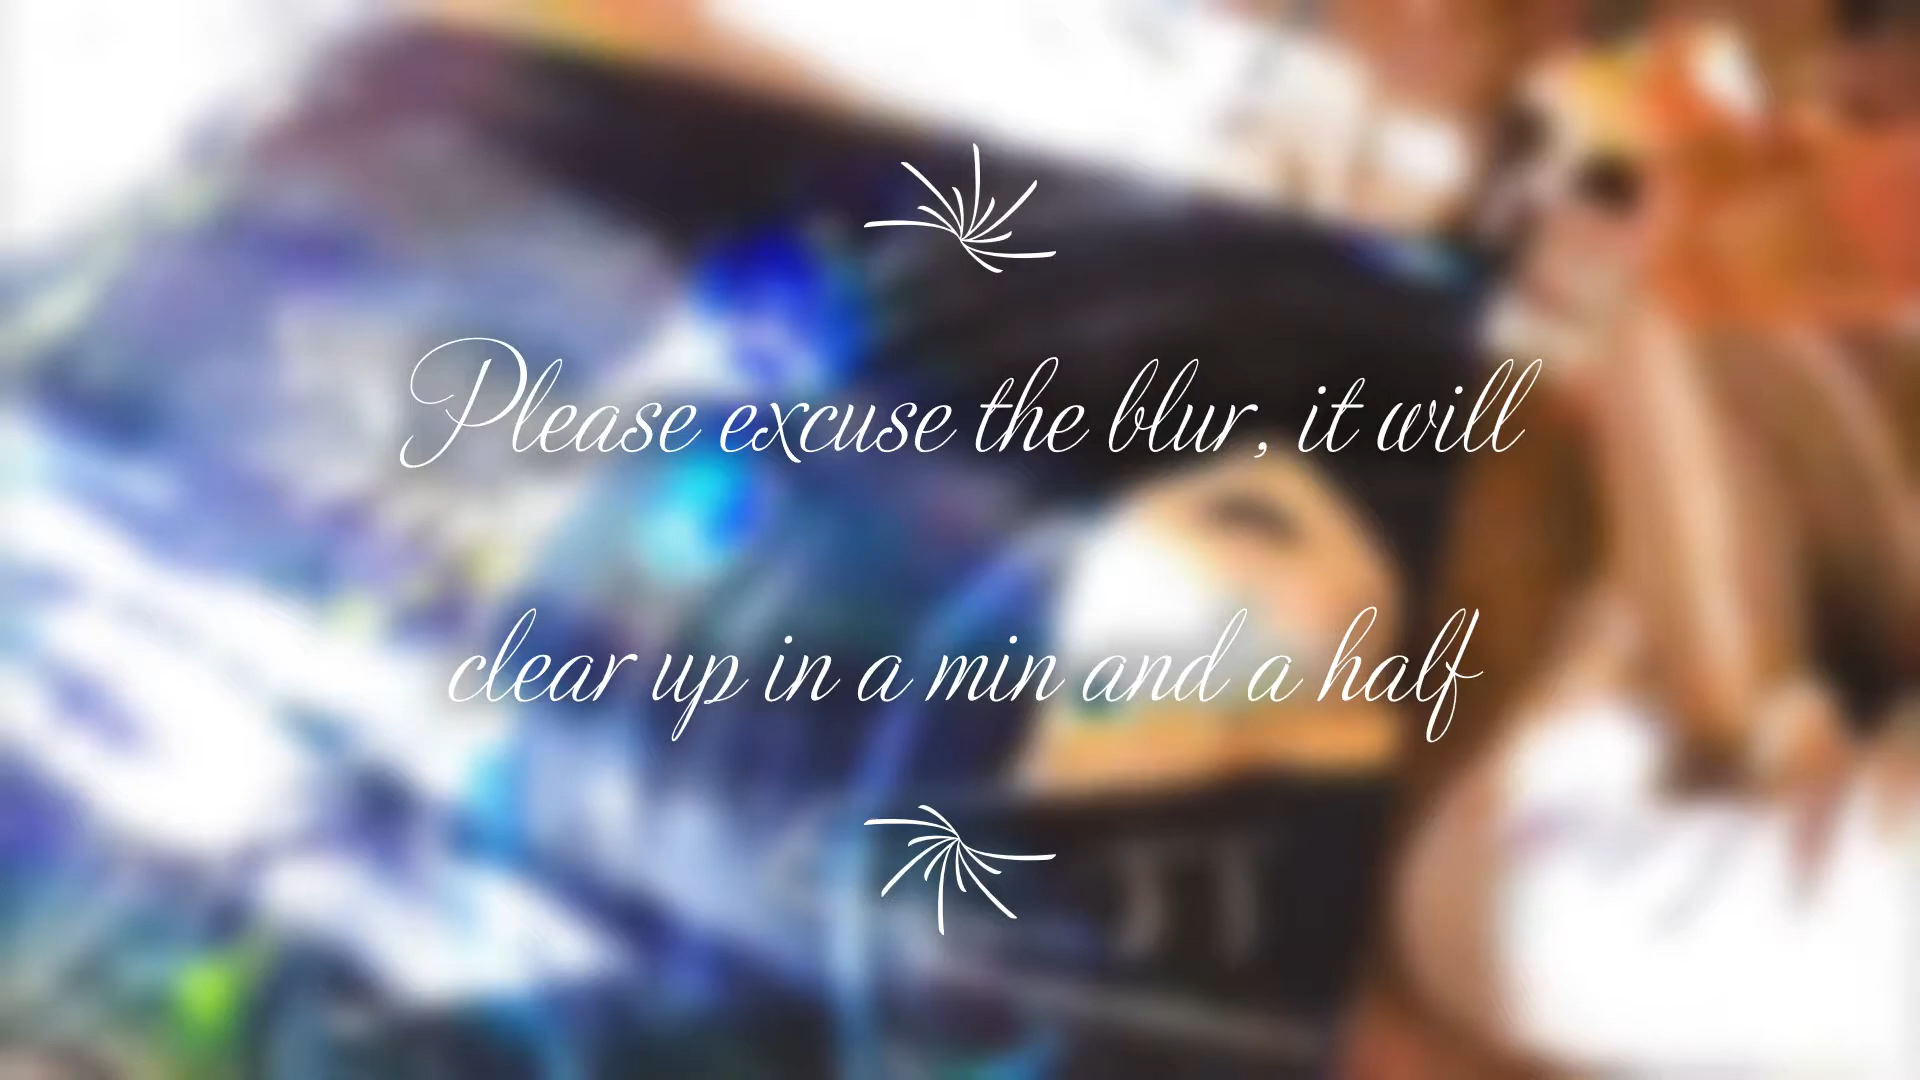 Please excuse the blur, it will
clear up in a min and a half